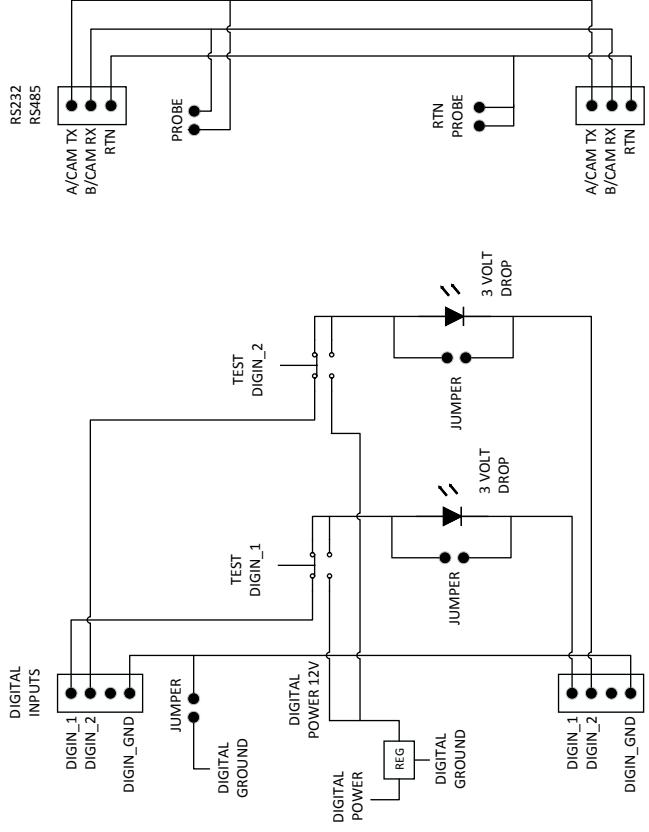 RS232
RS485
A/CAM TX
B/CAM RX
RTN
PROBE
RTN
PROBE
A/CAM TX
B/CAM RX
RTN
TEST
DIGIN_2
JUMPER
3 VOLT
DROP
TEST
DIGIN_1
JUMPER
3 VOLT
DROP
DIGITAL
INPUTS
DIGIN_1
DIGIN_2
DIGIN_GND
JUMPER
DIGITAL
GROUND
DIGITAL
POWER 12V
DIGITAL
POWER
REG
DIGITAL
GROUND
DIGIN_1
DIGIN_2
DIGIN_GND